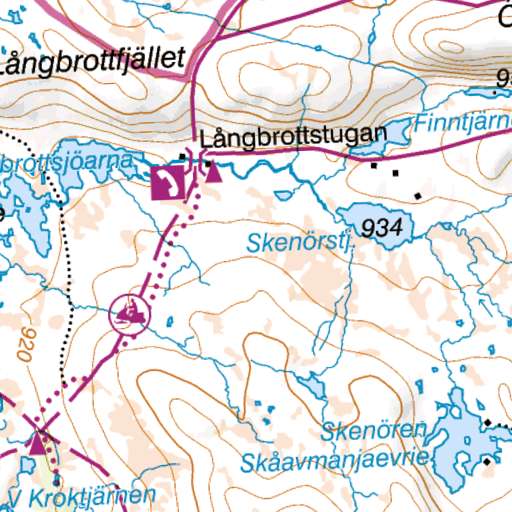 Långbrottfjället
Långbrottstugan
Finntjärn
brottsjöarna
934
Skenörstj.
920
Skenören
Skåavmanjaevrie
V Kroktjärnen